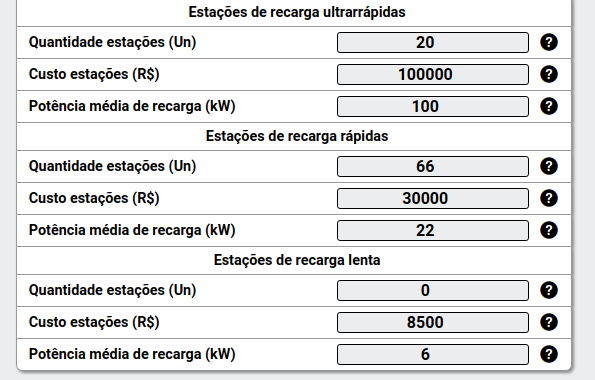 Estações de recarga ultrarrápidas
Quantidade estações (Un) 20 ?
Custo estações (R$) 100000 ?
Potência média de recarga (kW) 100 ?
Estações de recarga rápidas
Quantidade estações (Un) 66 ?
Custo estações (R$) 30000 ?
Potência média de recarga (kW) 22 ?
Estações de recarga lenta
Quantidade estações (Un) 0 ?
Custo estações (R$) 8500 ?
Potência média de recarga (kW) 6 ?